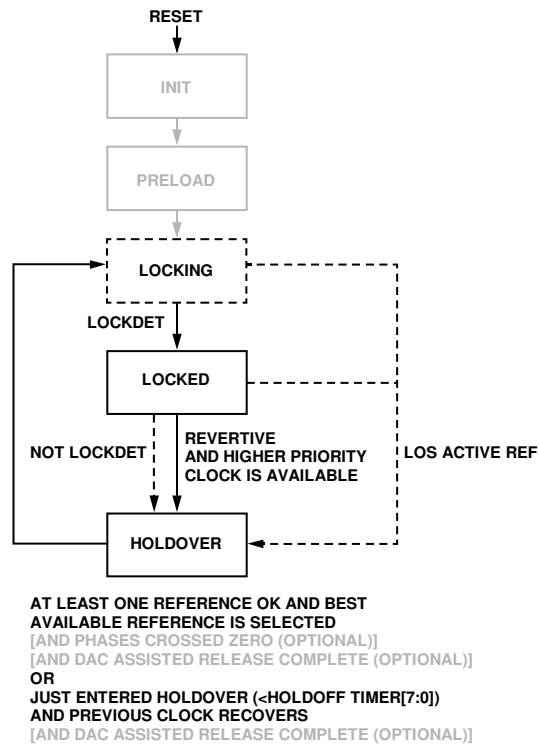 RESET
INIT
PRELOAD
LOCKING
LOCKDET
LOCKED
NOT LOCKDET
REVERTIVE
AND HIGHER PRIORITY
CLOCK IS AVAILABLE
LOS ACTIVE REF
HOLDOVER
AT LEAST ONE REFERENCE OK AND BEST
AVAILABLE REFERENCE IS SELECTED
[AND PHASES CROSSED ZERO (OPTIONAL)]
[AND DAC ASSISTED RELEASE COMPLETE (OPTIONAL)]
OR
JUST ENTERED HOLDOVER (<HOLDOFF TIMER[7:0])
AND PREVIOUS CLOCK RECOVERS
[AND DAC ASSISTED RELEASE COMPLETE (OPTIONAL)]